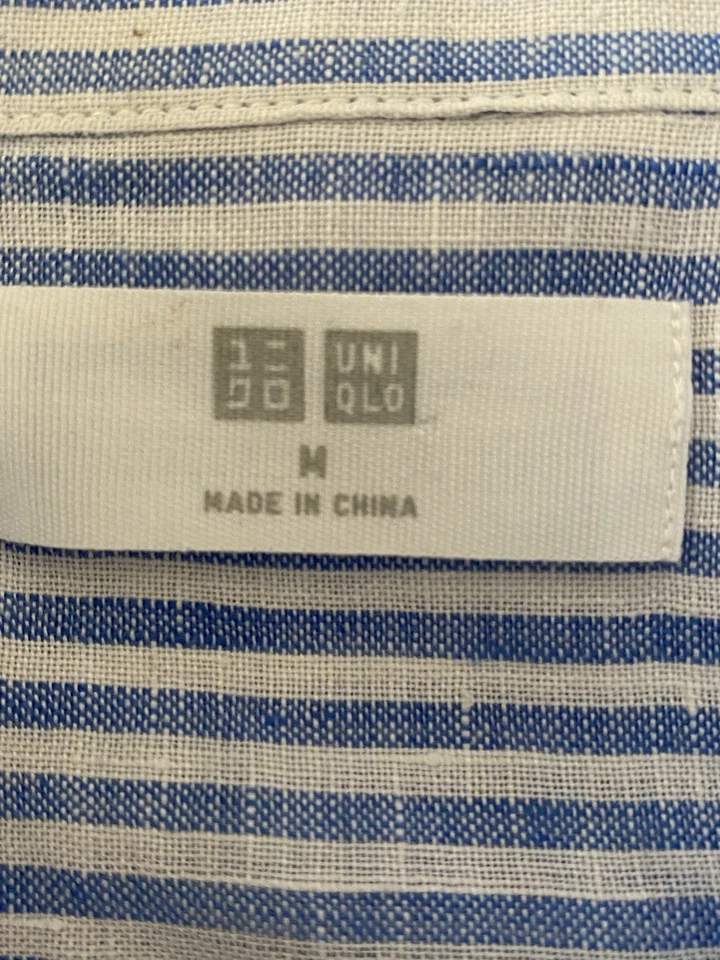 ユニ UNI
クロ QLO
M
MADE IN CHINA